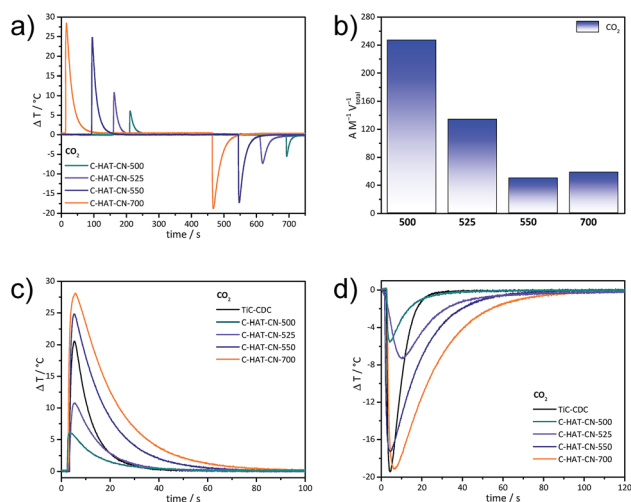 a)
30
25
20
15
10
5
0
-5
-10
-15
-20
Δ T / °C
CO2
C-HAT-CN-500
C-HAT-CN-525
C-HAT-CN-550
C-HAT-CN-700
0 100 200 300 400 500 600 700
time / s
b)
280
240
200
160
120
80
40
0
A M⁻¹ V⁻¹total
CO2
500 525 550 700
c)
30
25
20
15
10
5
0
Δ T / °C
CO2
TiC-CDC
C-HAT-CN-500
C-HAT-CN-525
C-HAT-CN-550
C-HAT-CN-700
0 20 40 60 80 100
time / s
d)
0
-4
-8
-12
-16
-20
Δ T / °C
CO2
TiC-CDC
C-HAT-CN-500
C-HAT-CN-525
C-HAT-CN-550
C-HAT-CN-700
0 20 40 60 80 100 120
time / s